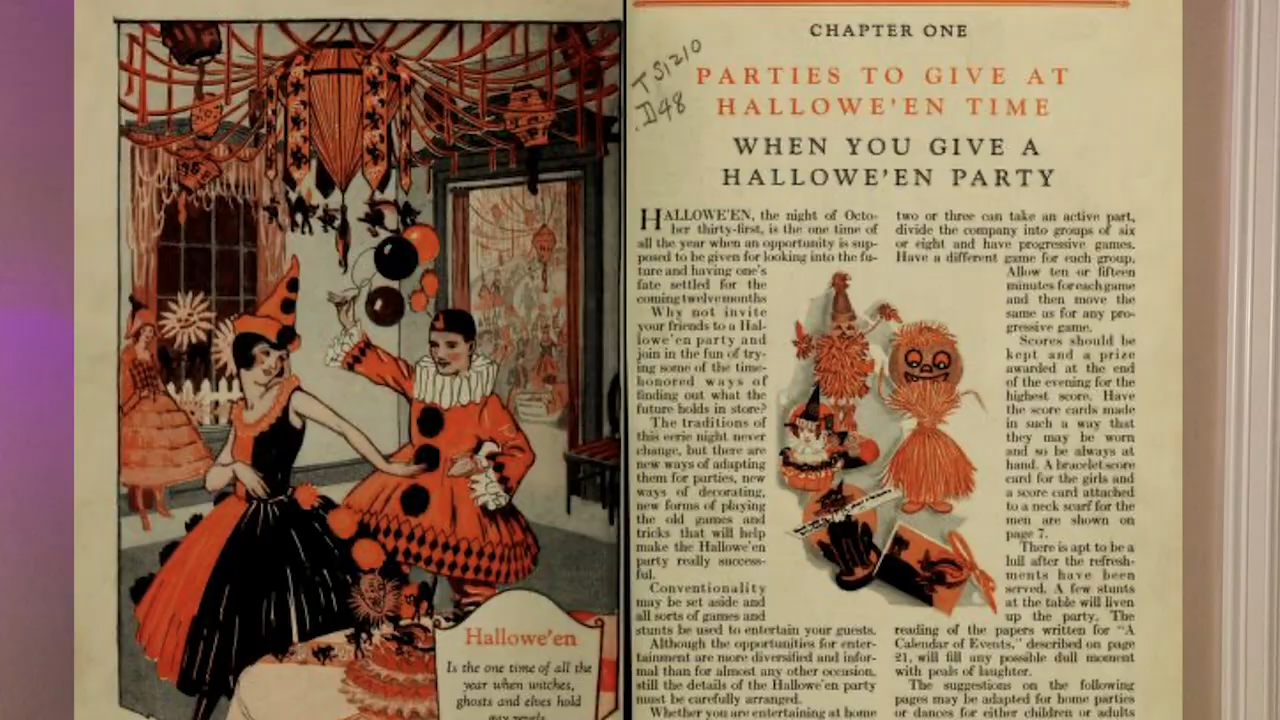 Hallowe'en
Is the one time of all the
year when witches,
ghosts and elves hold
gay revels
CHAPTER ONE
TS1210
.D48
PARTIES TO GIVE AT
HALLOWE'EN TIME
WHEN YOU GIVE A
HALLOWE'EN PARTY
HALLOWE'EN, the night of Octo-
ber thirty-first, is the one time of
all the year when an opportunity is sup-
posed to be given for looking into the fu-
ture and having one's
fate settled for the
coming twelve months
Why not invite
your friends to a Hal-
lowe'en party and
join in the fun of try-
ing some of the time-
honored ways of
finding out what the
future holds in store?
The traditions of
this eerie night never
change, but there are
new ways of adapting
them for parties, new
ways of decorating,
new forms of playing
the old games and
tricks that will help
make the Hallowe'en
party really success-
ful.
Conventionality
may be set aside and
all sorts of games and
stunts be used to entertain your guests.
Although the opportunities for enter-
tainment are more diversified and infor-
mal than for almost any other occasion,
still the details of the Hallowe'en party
must be carefully arranged.
Whether you are entertaining at home
two or three can take an active part,
divide the company into groups of six
or eight and have progressive games.
Have a different game for each group.
Allow ten or fifteen
minutes for each game
and then move the
same as for any pro-
gressive game.
Scores should be
kept and a prize
awarded at the end
of the evening for the
highest score. Have
the score cards made
in such a way that
they may be worn
and so be always at
hand. A bracelet score
card for the girls and
a score card attached
to a neck scarf for the
men are shown on
page 7.
There is apt to be a
lull after the refresh-
ments have been
served. A few stunts
at the table will liven
up the party. The
reading of the papers written for "A
Calendar of Events," described on page
21, will fill any possible dull moment
with peals of laughter.
The suggestions on the following
pages may be adapted for home parties
or dances for either children or adults